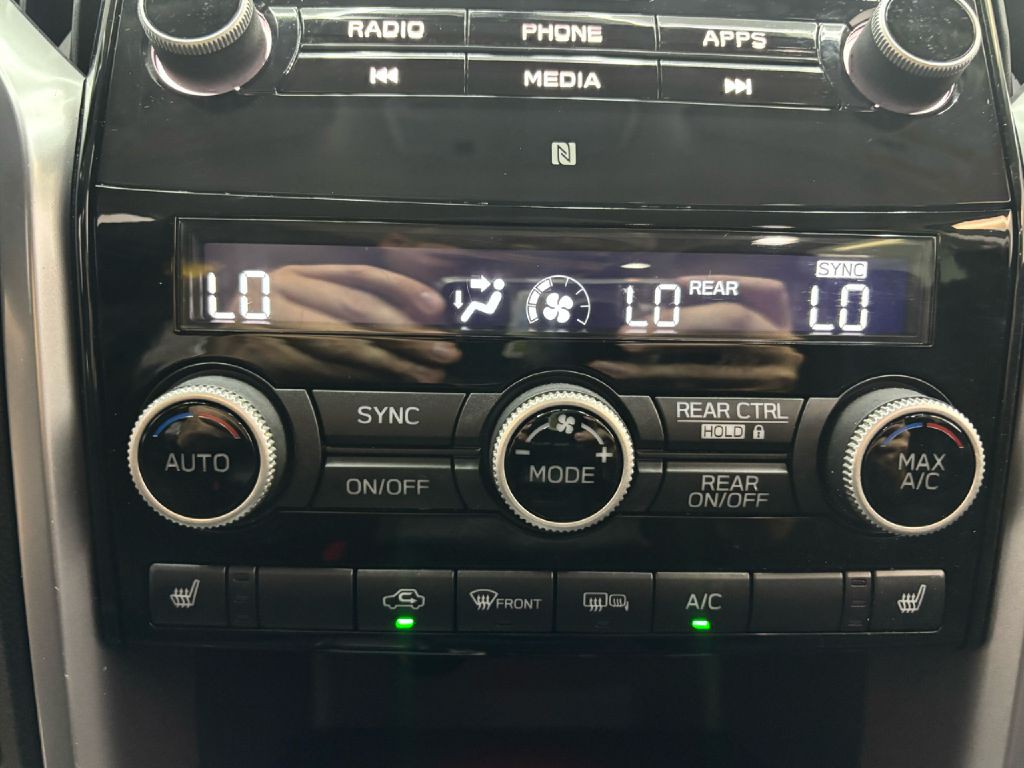 RADIO PHONE APPS
MEDIA
SYNC
LO LO REAR LO
SYNC REAR CTRL
HOLD
AUTO MODE MAX
A/C
- +
ON/OFF REAR
ON/OFF
FRONT A/C